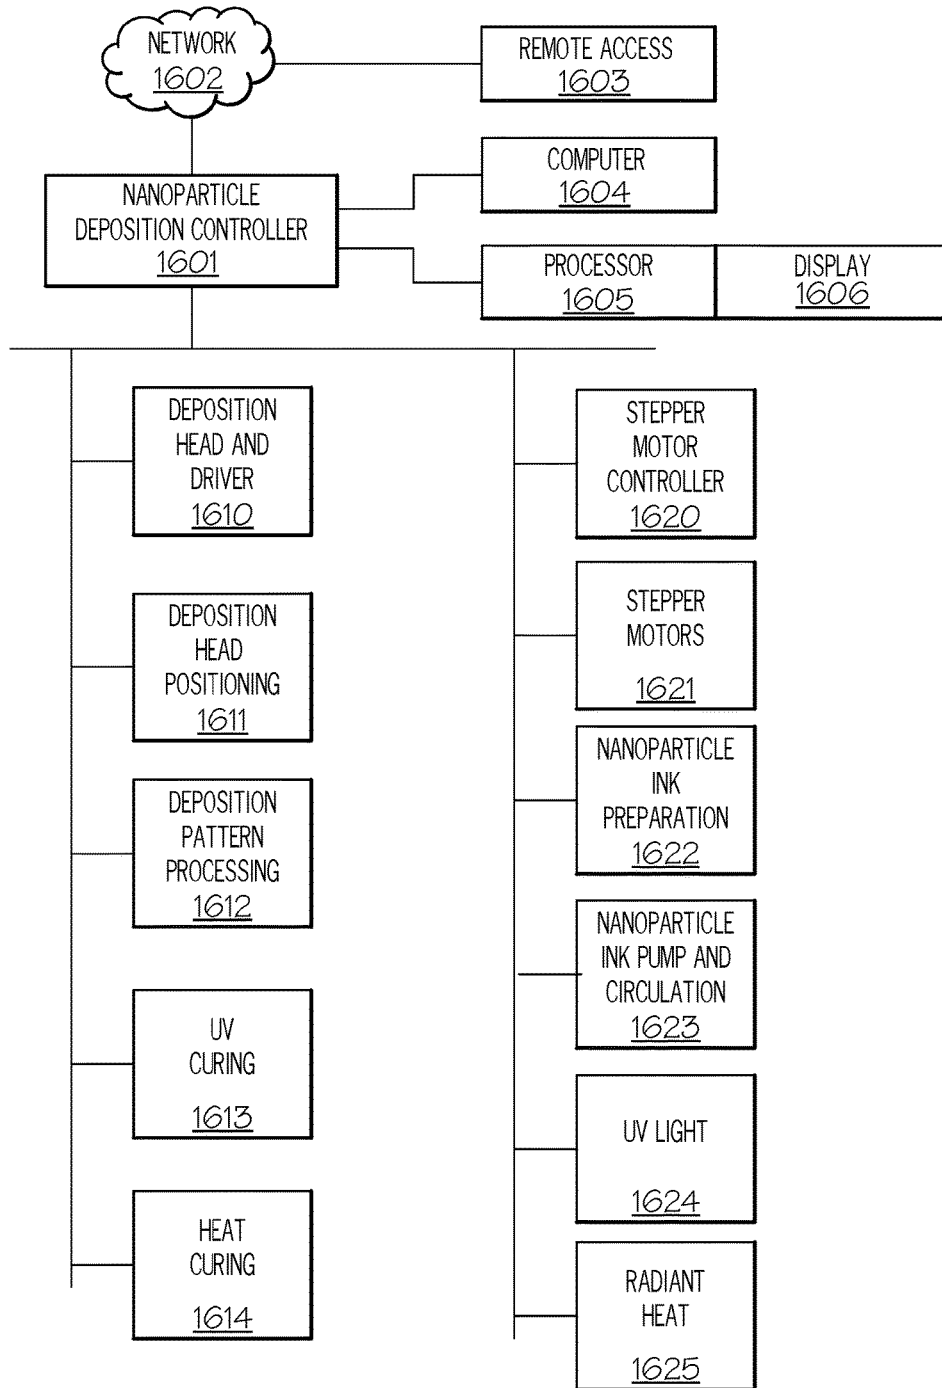 NETWORK
1602
REMOTE ACCESS
1603
COMPUTER
1604
NANOPARTICLE
DEPOSITION CONTROLLER
1601
PROCESSOR
1605
DISPLAY
1606
DEPOSITION
HEAD AND
DRIVER
1610
DEPOSITION
HEAD
POSITIONING
1611
DEPOSITION
PATTERN
PROCESSING
1612
UV
CURING
1613
HEAT
CURING
1614
STEPPER
MOTOR
CONTROLLER
1620
STEPPER
MOTORS
1621
NANOPARTICLE
INK
PREPARATION
1622
NANOPARTICLE
INK PUMP AND
CIRCULATION
1623
UV LIGHT
1624
RADIANT
HEAT
1625